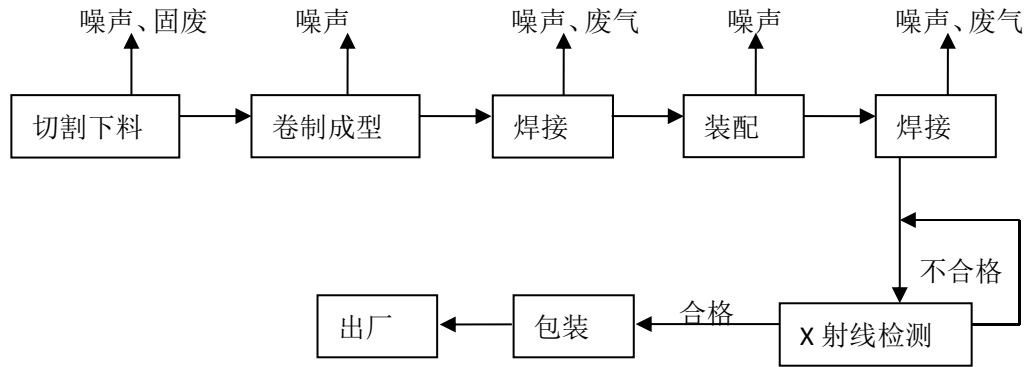 噪声、固废
噪声
噪声、废气
噪声
噪声、废气
切割下料
卷制成型
焊接
装配
焊接
不合格
出厂
包装
合格
X 射线检测